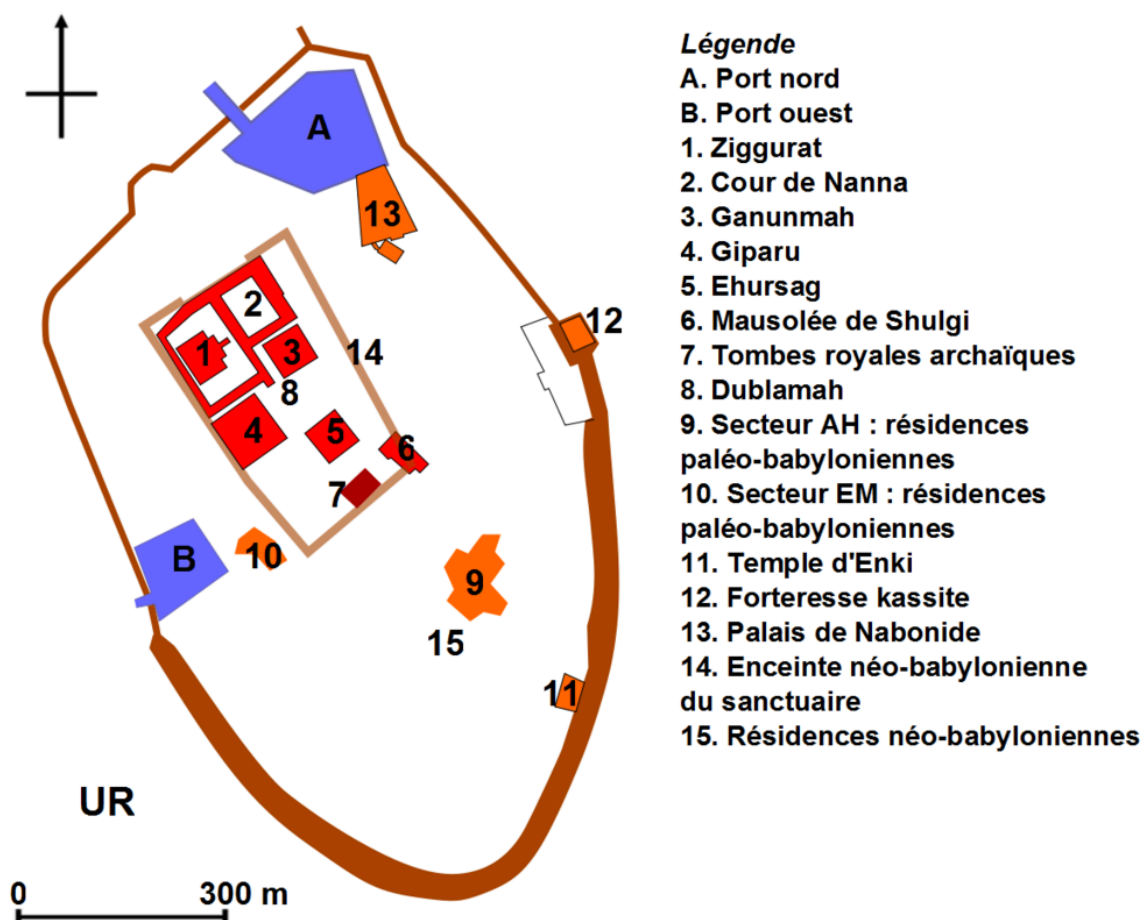 Légende
A. Port nord
B. Port ouest
1. Ziggurat
2. Cour de Nanna
3. Ganunmah
4. Giparu
5. Ehursag
6. Mausolée de Shulgi
7. Tombes royales archaïques
8. Dublamah
9. Secteur AH : résidences
paléo-babyloniennes
10. Secteur EM : résidences
paléo-babyloniennes
11. Temple d'Enki
12. Forteresse kassite
13. Palais de Nabonide
14. Enceinte néo-babylonienne
du sanctuaire
15. Résidences néo-babyloniennes
A
13
2
12
1
3
14
8
4
5
6
7
B
10
9
15
11
UR
0 300 m